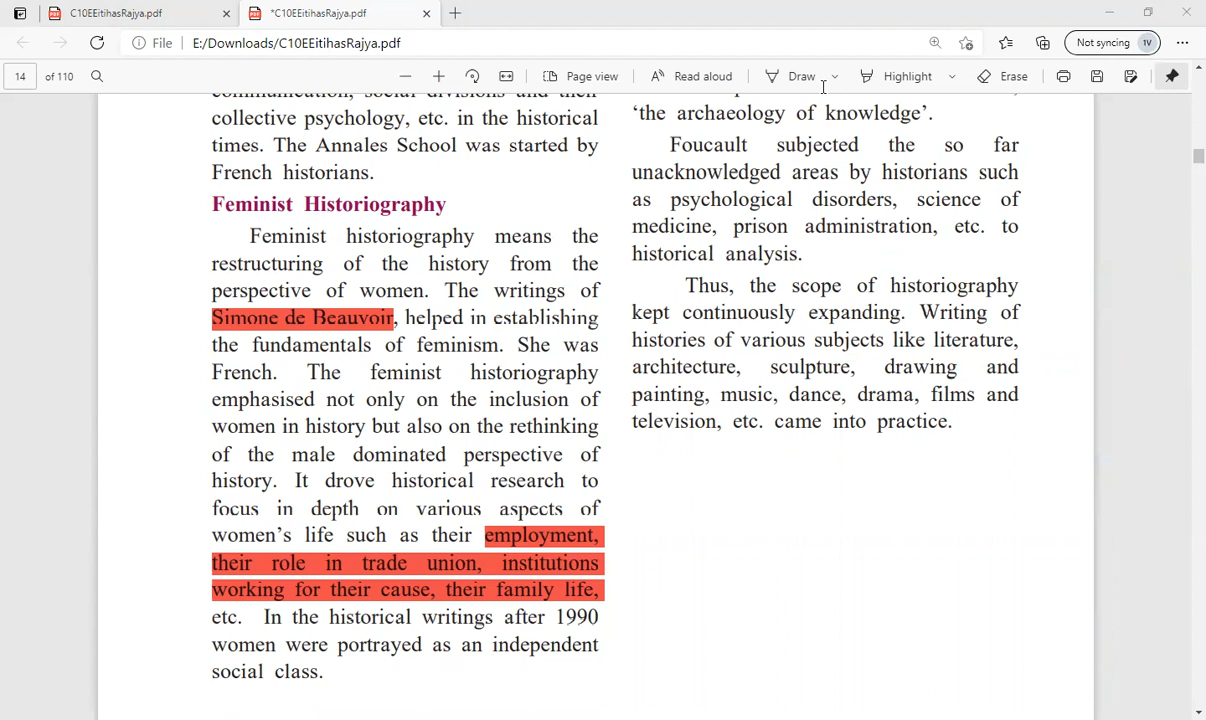 C10EEitihasRajya.pdf
*C10EEitihasRajya.pdf
File E:/Downloads/C10EEitihasRajya.pdf
Not syncing
1V
14 of 110
Page view
Read aloud
Draw
Highlight
Erase
collective psychology, etc. in the historical
times. The Annales School was started by
French historians.
Feminist Historiography
Feminist historiography means the
restructuring of the history from the
perspective of women. The writings of
Simone de Beauvoir, helped in establishing
the fundamentals of feminism. She was
French. The feminist historiography
emphasised not only on the inclusion of
women in history but also on the rethinking
of the male dominated perspective of
history. It drove historical research to
focus in depth on various aspects of
women's life such as their employment,
their role in trade union, institutions
working for their cause, their family life,
etc. In the historical writings after 1990
women were portrayed as an independent
social class.
'the archaeology of knowledge'.
Foucault subjected the so far
unacknowledged areas by historians such
as psychological disorders, science of
medicine, prison administration, etc. to
historical analysis.
Thus, the scope of historiography
kept continuously expanding. Writing of
histories of various subjects like literature,
architecture, sculpture, drawing and
painting, music, dance, drama, films and
television, etc. came into practice.